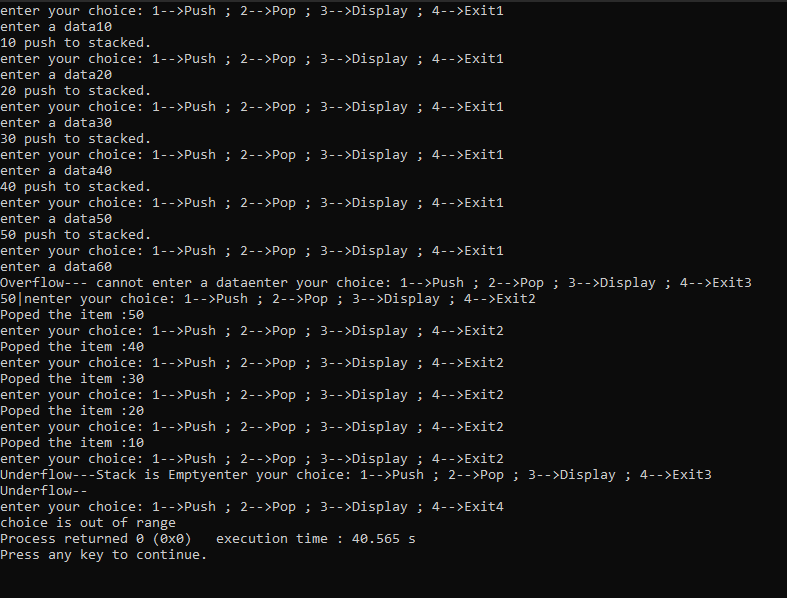 enter your choice: 1-->Push ; 2-->Pop ; 3-->Display ; 4-->Exit1
enter a data10
10 push to stacked.
enter your choice: 1-->Push ; 2-->Pop ; 3-->Display ; 4-->Exit1
enter a data20
20 push to stacked.
enter your choice: 1-->Push ; 2-->Pop ; 3-->Display ; 4-->Exit1
enter a data30
30 push to stacked.
enter your choice: 1-->Push ; 2-->Pop ; 3-->Display ; 4-->Exit1
enter a data40
40 push to stacked.
enter your choice: 1-->Push ; 2-->Pop ; 3-->Display ; 4-->Exit1
enter a data50
50 push to stacked.
enter your choice: 1-->Push ; 2-->Pop ; 3-->Display ; 4-->Exit1
enter a data60
Overflow--- cannot enter a dataenter your choice: 1-->Push ; 2-->Pop ; 3-->Display ; 4-->Exit3
50|nenter your choice: 1-->Push ; 2-->Pop ; 3-->Display ; 4-->Exit2
Poped the item :50
enter your choice: 1-->Push ; 2-->Pop ; 3-->Display ; 4-->Exit2
Poped the item :40
enter your choice: 1-->Push ; 2-->Pop ; 3-->Display ; 4-->Exit2
Poped the item :30
enter your choice: 1-->Push ; 2-->Pop ; 3-->Display ; 4-->Exit2
Poped the item :20
enter your choice: 1-->Push ; 2-->Pop ; 3-->Display ; 4-->Exit2
Poped the item :10
enter your choice: 1-->Push ; 2-->Pop ; 3-->Display ; 4-->Exit2
Underflow---Stack is Emptyenter your choice: 1-->Push ; 2-->Pop ; 3-->Display ; 4-->Exit3
Underflow--
enter your choice: 1-->Push ; 2-->Pop ; 3-->Display ; 4-->Exit4
choice is out of range
Process returned 0 (0x0)   execution time : 40.565 s
Press any key to continue.